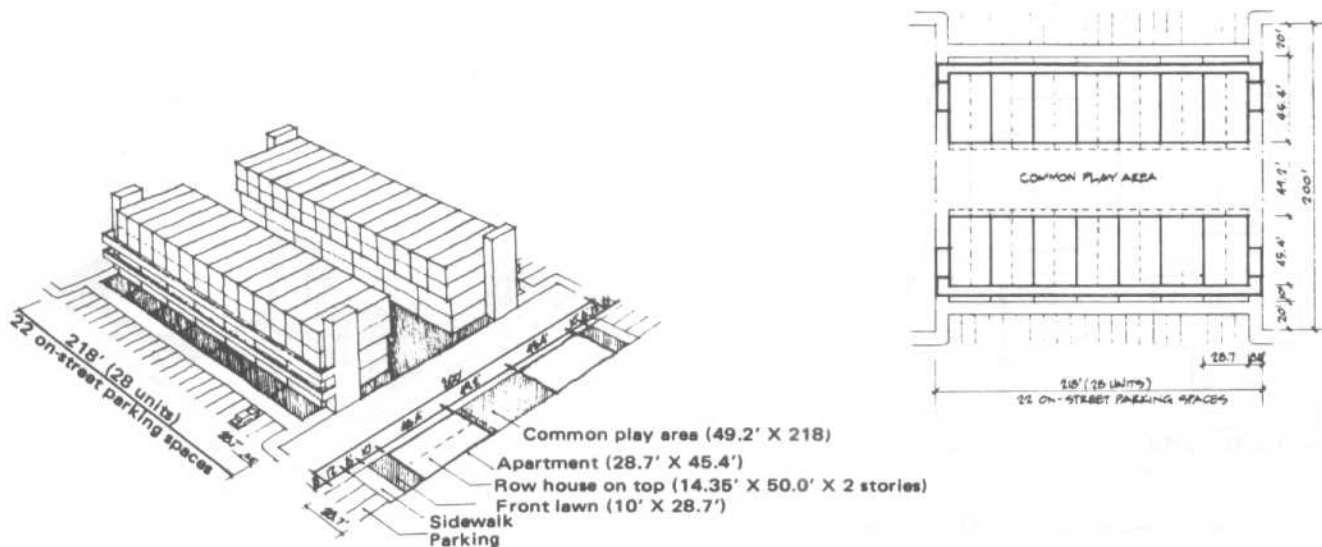 218' (28 units)
22 on-street parking spaces
200'
Common play area (49.2' X 218)
Apartment (28.7' X 45.4')
Row house on top (14.35' X 50.0' X 2 stories)
Front lawn (10' X 28.7')
Sidewalk
Parking
28.7'
20'
45.4'
COMMON PLAY AREA
49.2'
200'
45.4'
10'
20'
28.7
218' (28 UNITS)
22 ON-STREET PARKING SPACES